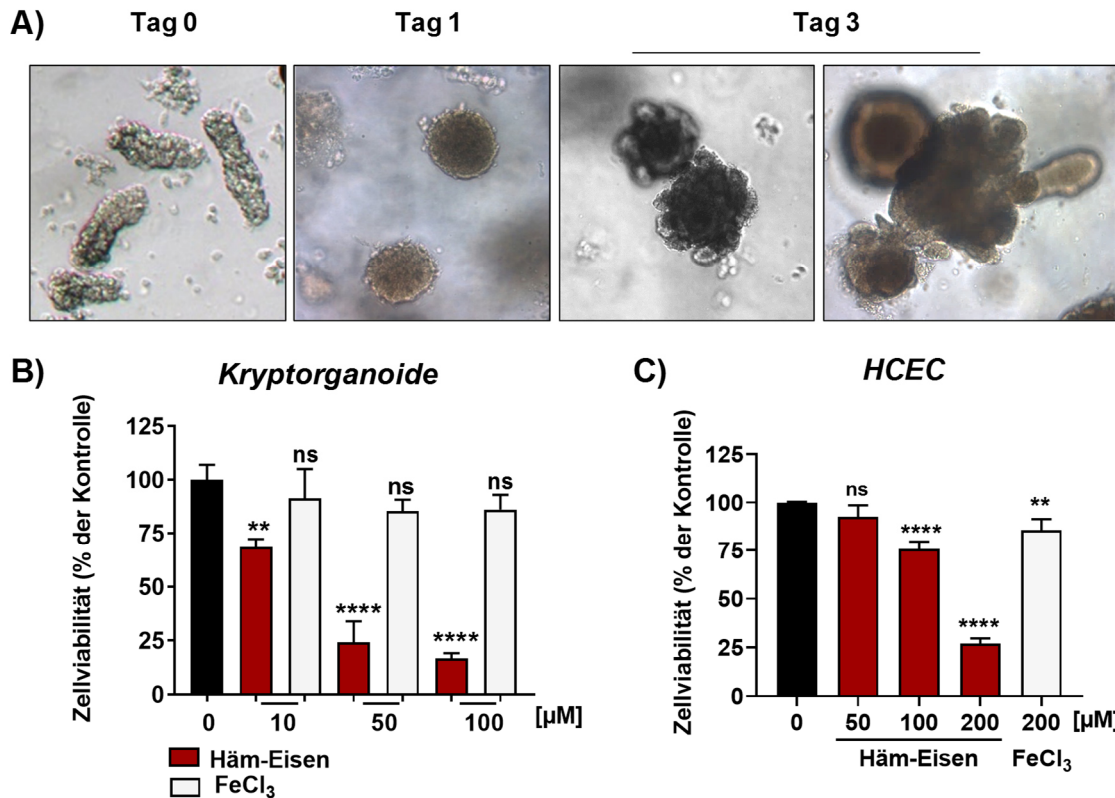 A)
Tag 0
Tag 1
Tag 3
B)
Kryptorganoide
Zellviabilität (% der Kontrolle)
125
100
75
50
25
0
**
ns
****
ns
****
ns
0
10
50
100
[µM]
Häm-Eisen
FeCl₃
C)
HCEC
Zellviabilität (% der Kontrolle)
125
100
75
50
25
0
ns
****
****
**
0
50
100
200
200
[µM]
Häm-Eisen
FeCl₃